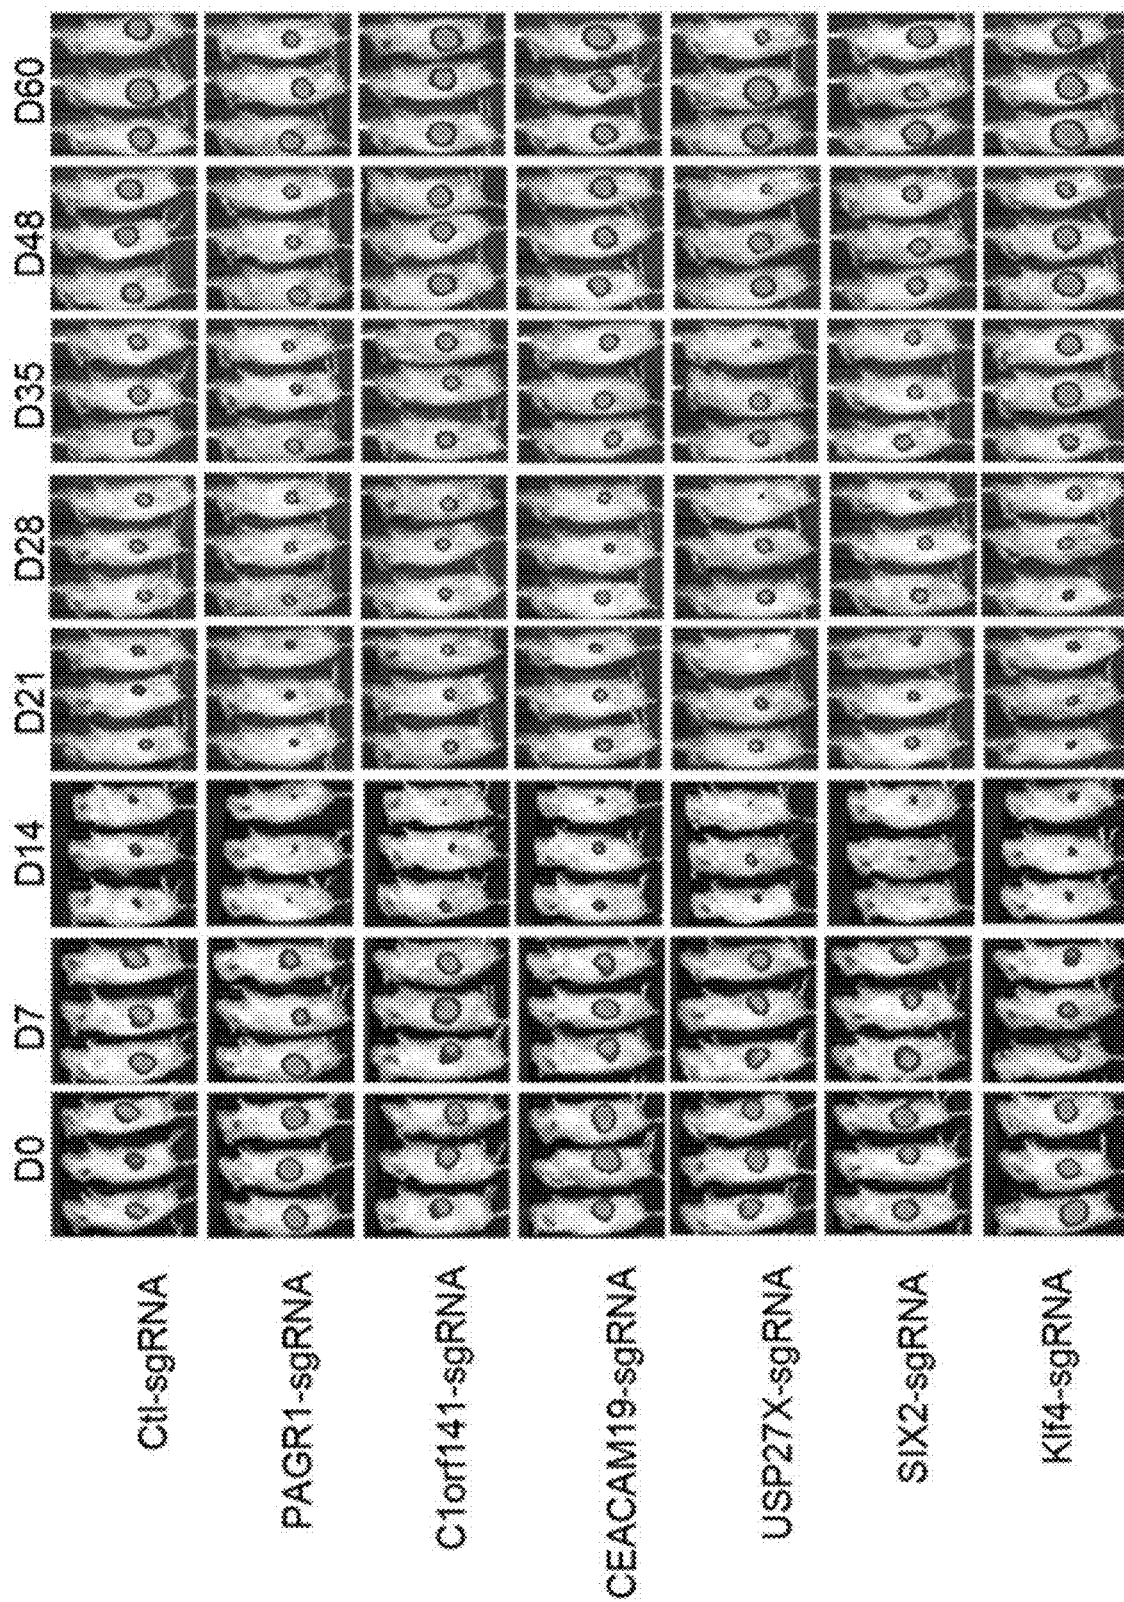 D0
D7
D14
D21
D28
D35
D48
D60
Ctl-sgRNA
PAGR1-sgRNA
C1orf141-sgRNA
CEACAM19-sgRNA
USP27X-sgRNA
SIX2-sgRNA
Klf4-sgRNA